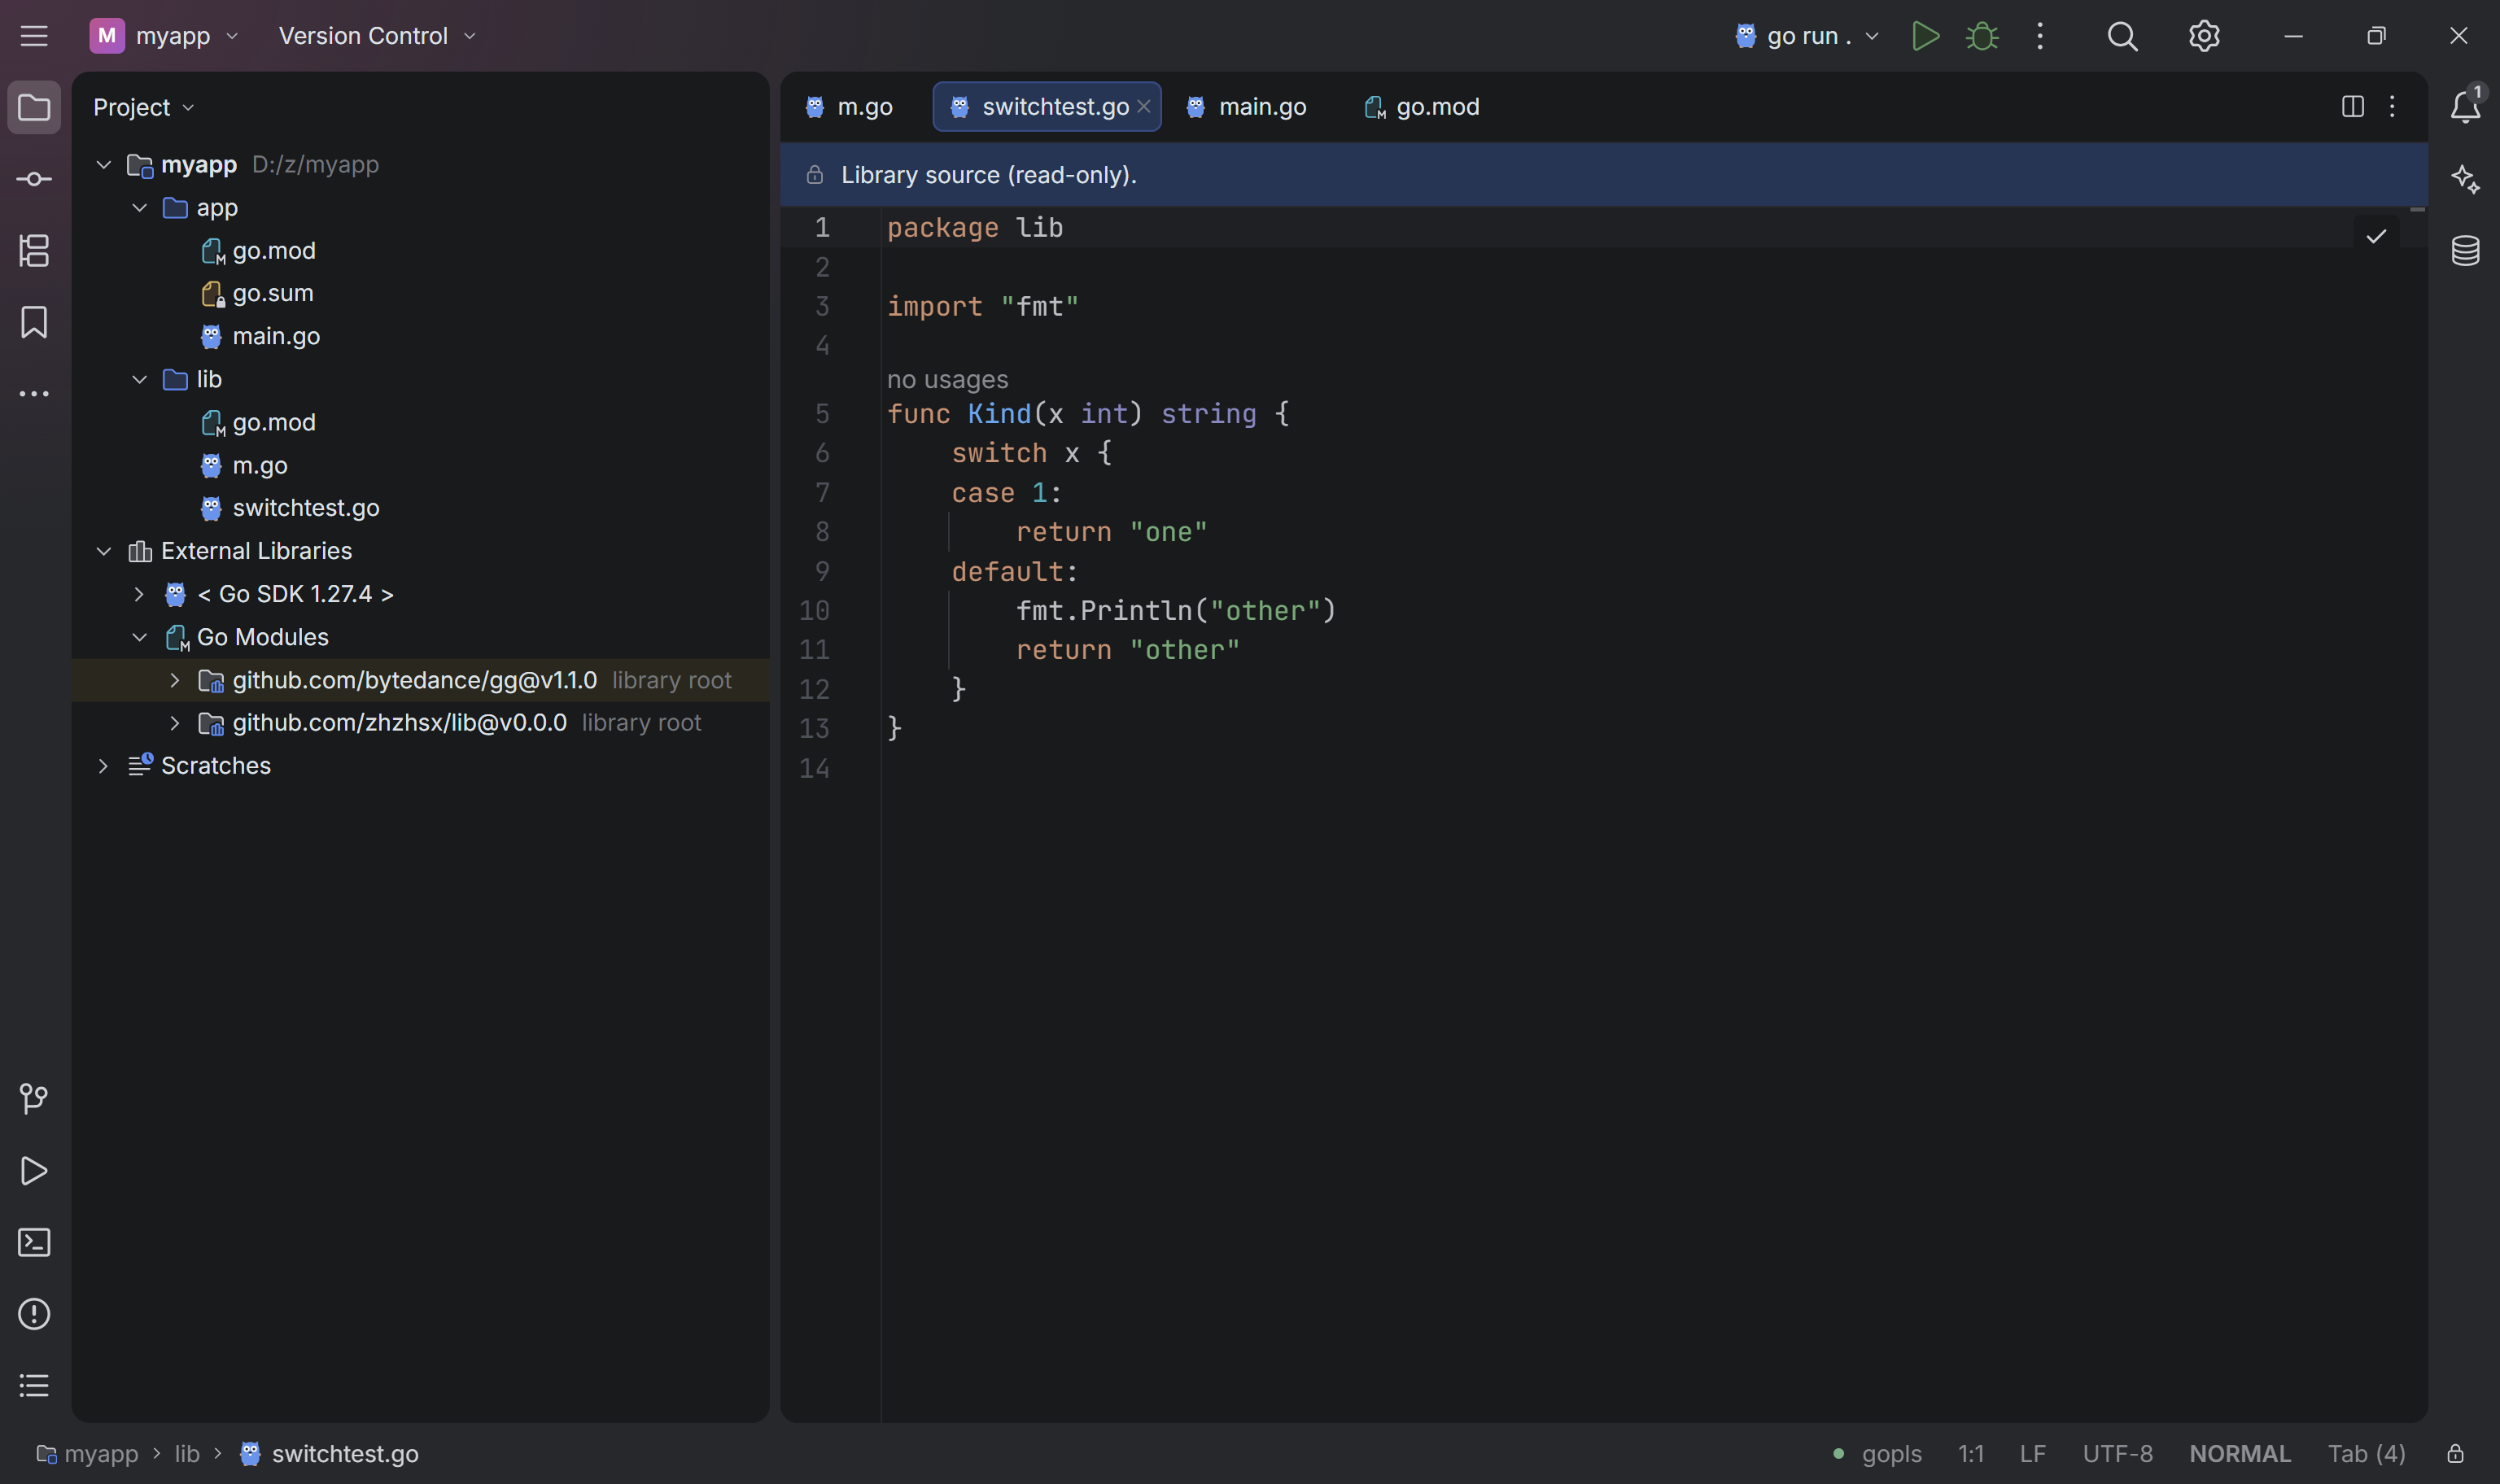 M myapp Version Control go run .
Project
myapp D:/z/myapp
app
go.mod
go.sum
main.go
lib
go.mod
m.go
switchtest.go
External Libraries
< Go SDK 1.27.4 >
Go Modules
github.com/bytedance/gg@v1.1.0 library root
github.com/zhzhsx/lib@v0.0.0 library root
Scratches
m.go switchtest.go main.go go.mod
1
Library source (read-only).
1 package lib
2
3 import "fmt"
4
no usages
5 func Kind(x int) string {
6     switch x {
7     case 1:
8         return "one"
9     default:
10         fmt.Println("other")
11         return "other"
12     }
13 }
14
myapp > lib > switchtest.go
gopls 1:1 LF UTF-8 NORMAL Tab (4)